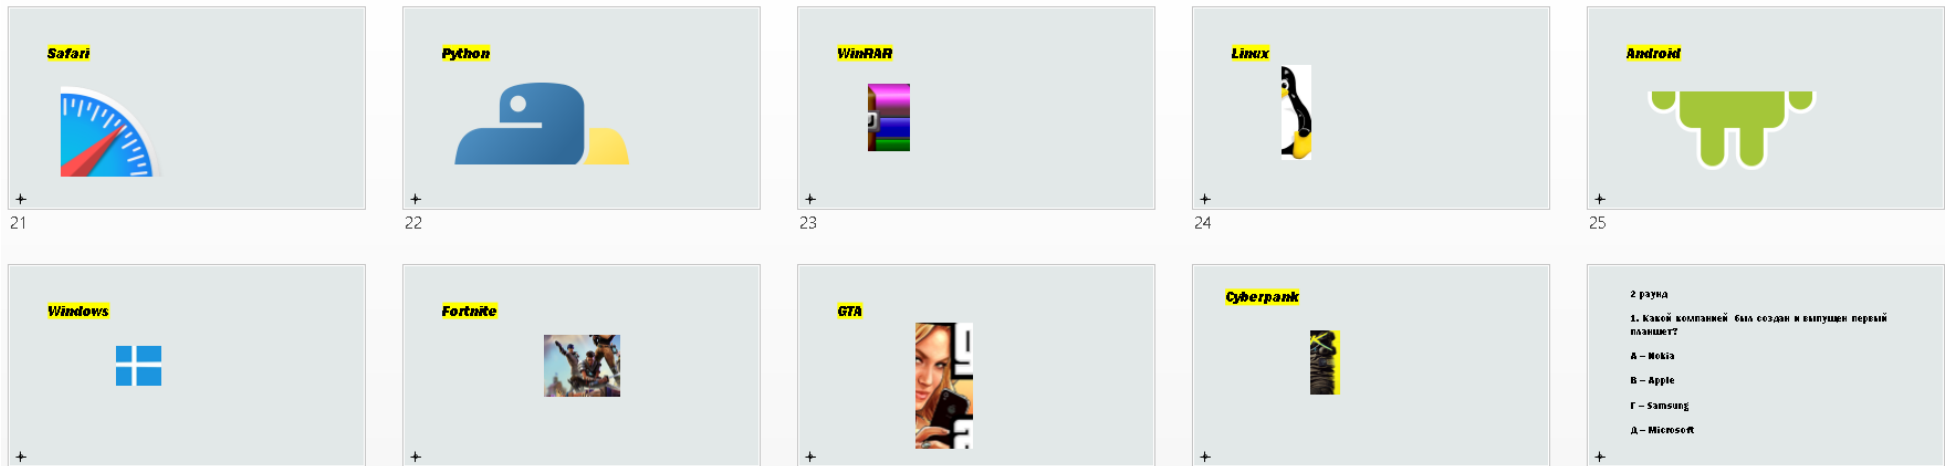 Safari
Python
WinRAR
Linux
Android
21
22
23
24
25
Windows
Fortnite
GTA
Cyberpank
2 раунд
1. Какой компанией был создан и выпущен первый
планшет?
А – Nokia
В – Apple
Г – Samsung
Д – Microsoft